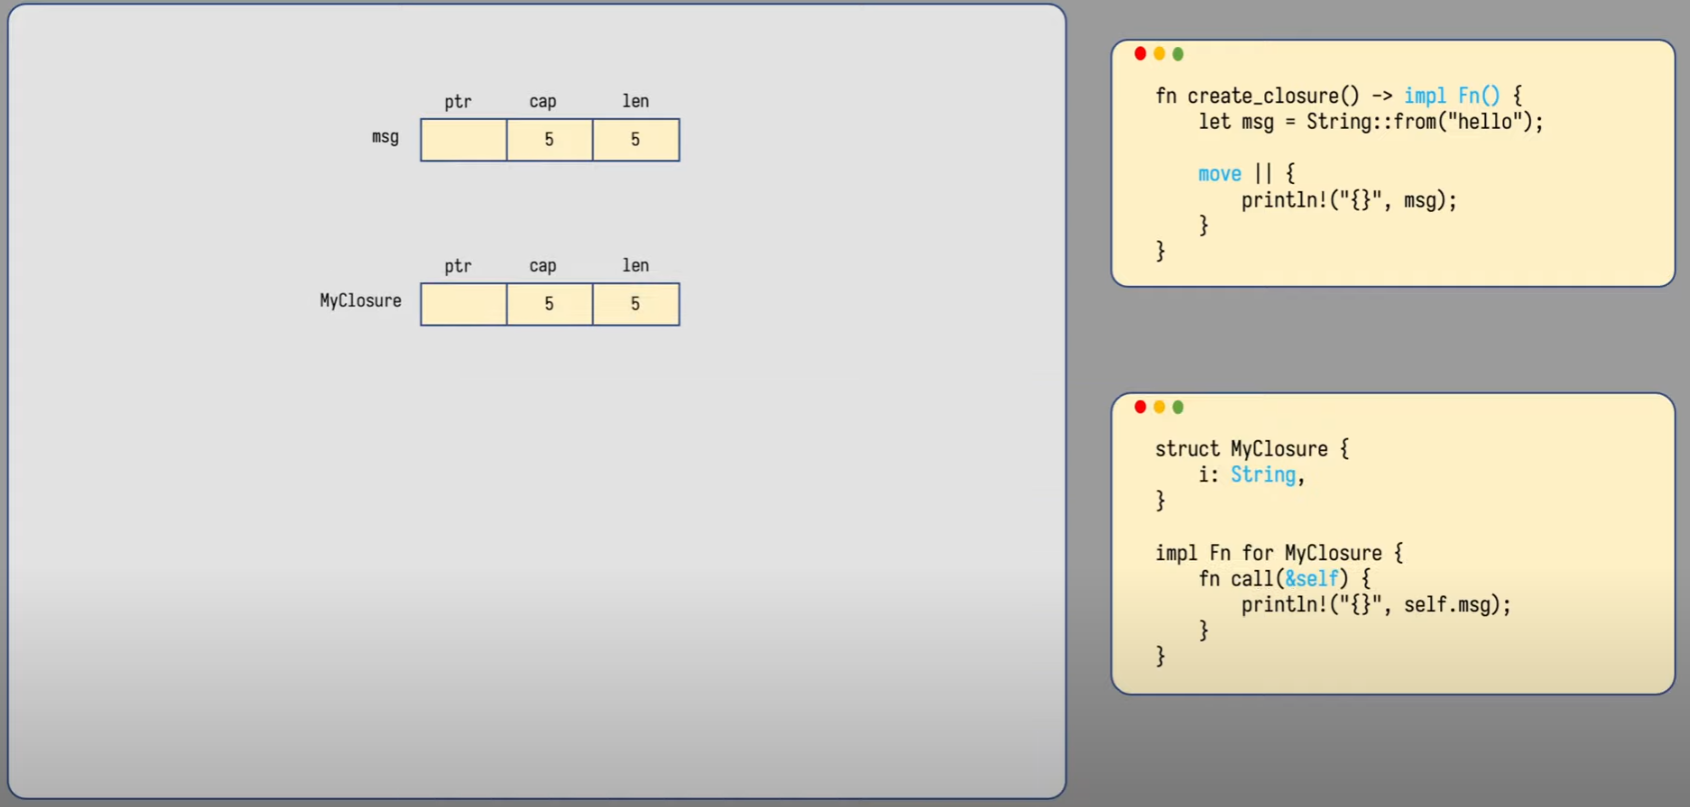 ptr cap len
msg 5 5
ptr cap len
MyClosure 5 5
fn create_closure() -> impl Fn() {
    let msg = String::from("hello");
    move || {
        println!("{}", msg);
    }
}
struct MyClosure {
    i: String,
}
impl Fn for MyClosure {
    fn call(&self) {
        println!("{}", self.msg);
    }
}